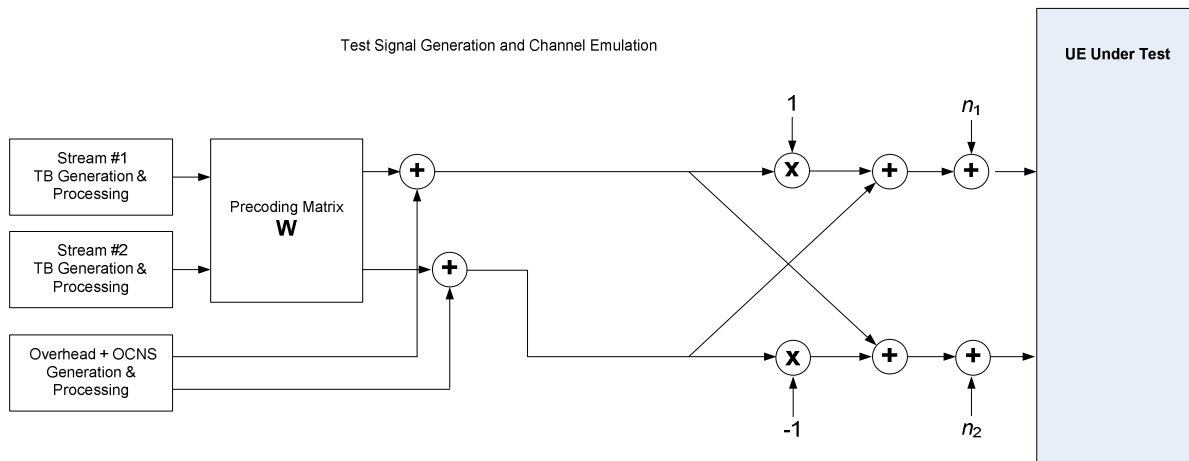 Test Signal Generation and Channel Emulation
UE Under Test
1
n1
Stream #1
TB Generation &
Processing
Precoding Matrix
W
+
x
+
+
Stream #2
TB Generation &
Processing
+
Overhead + OCNS
Generation &
Processing
x
+
+
-1
n2